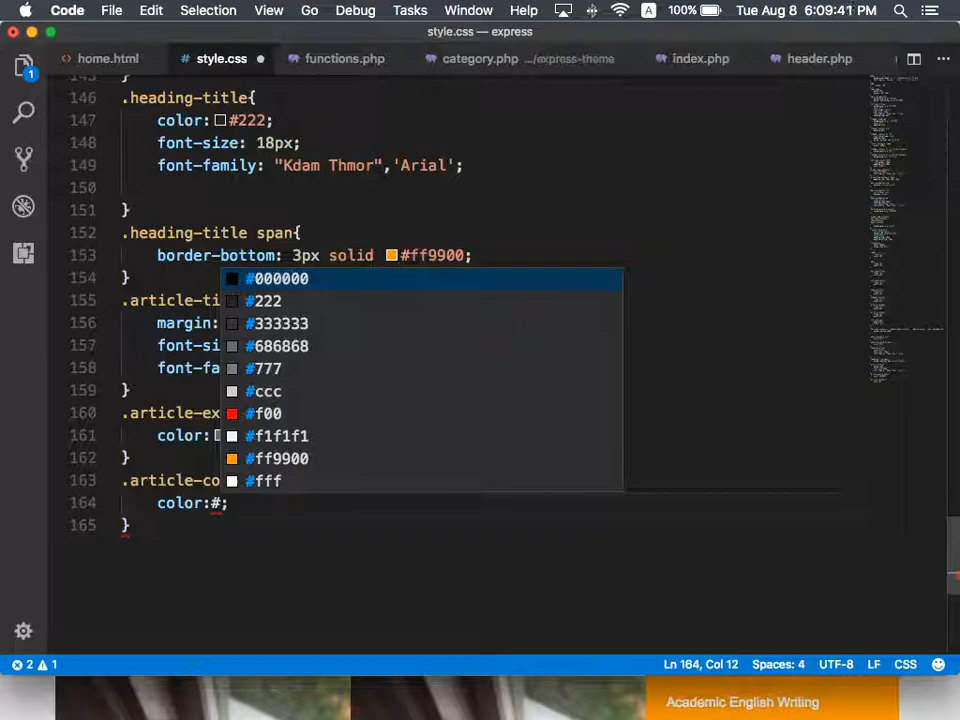 Code File Edit Selection View Go Debug Tasks Window Help A 100% Tue Aug 8 6:09:41 PM
style.css — express
home.html # style.css functions.php category.php .../express-theme index.php header.php
1
145 }
146 .heading-title{
147 color: #222;
148 font-size: 18px;
149 font-family: "Kdam Thmor",'Arial';
150
151 }
152 .heading-title span{
153 border-bottom: 3px solid #ff9900;
154 }
#000000
155 .article-ti
#222
156 margin:
#333333
157 font-si
#686868
158 font-fa
#777
159 }
#ccc
160 .article-ex
#f00
161 color:
#f1f1f1
162 }
#ff9900
163 .article-co
#fff
164 color:#;
165 }
2 1 Ln 164, Col 12 Spaces: 4 UTF-8 LF CSS
Academic English Writing